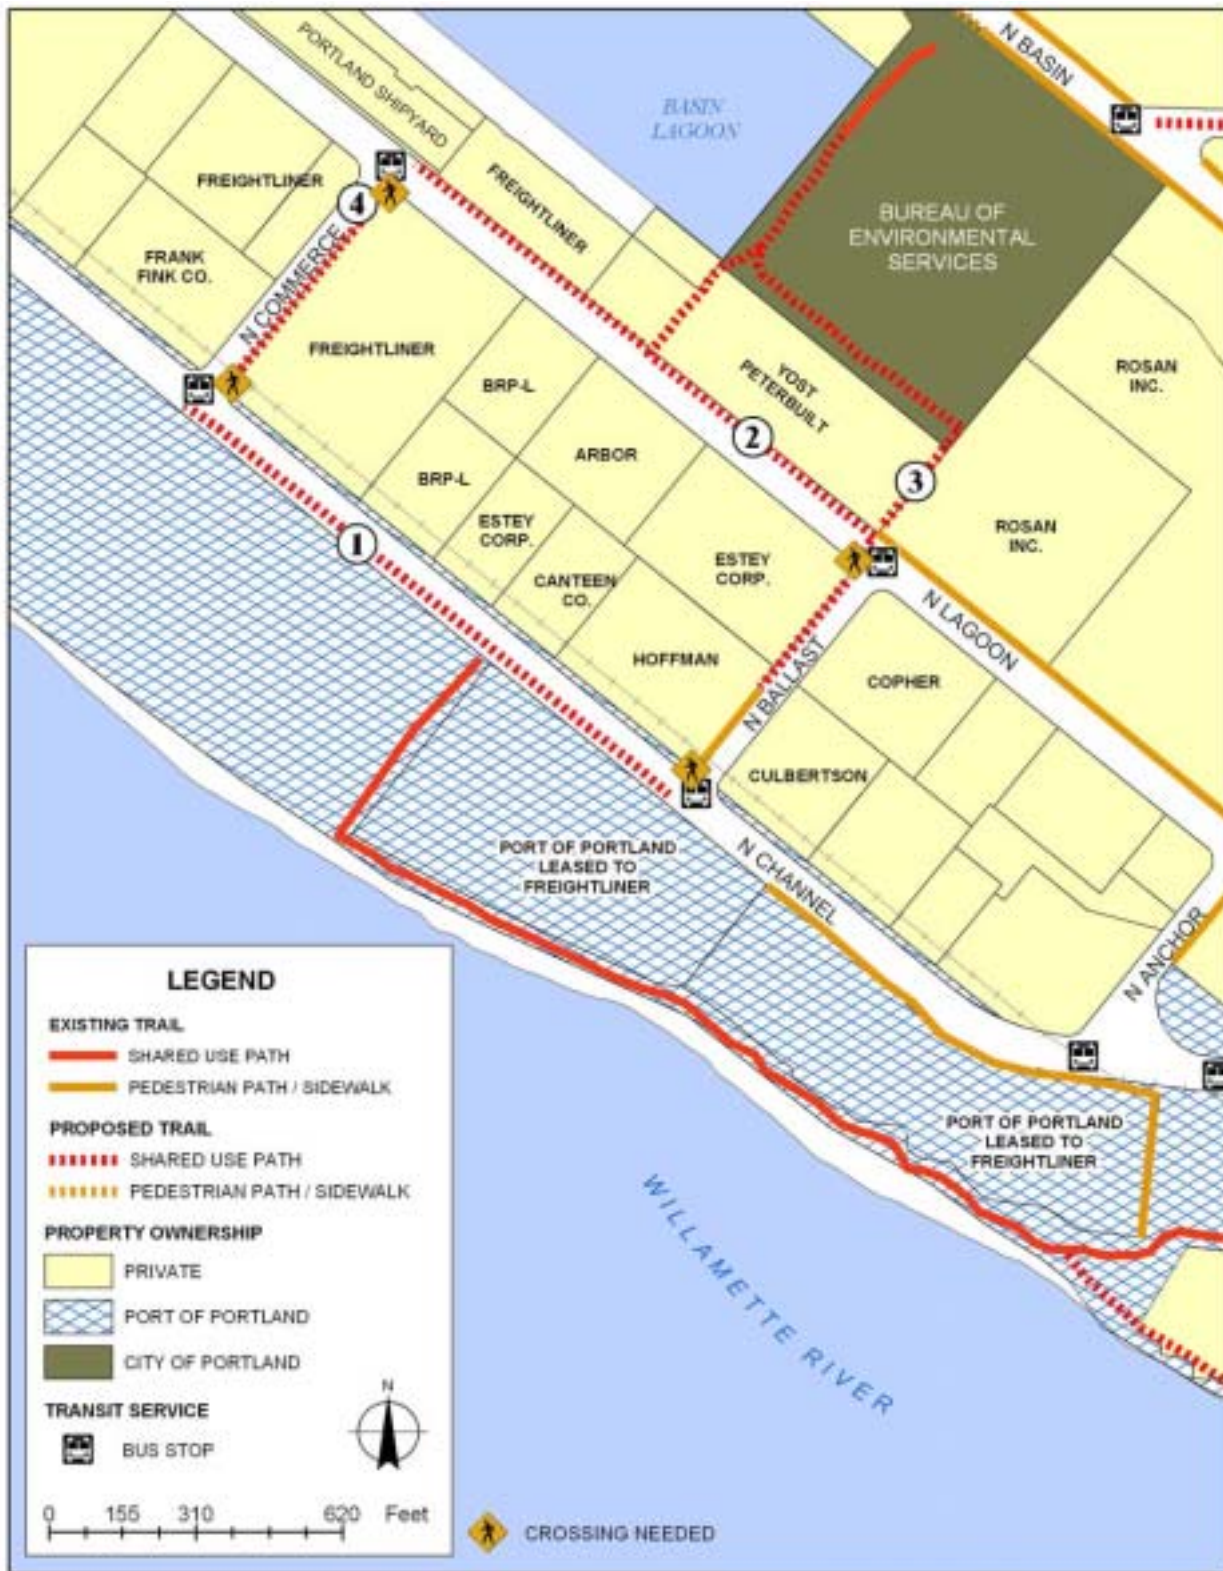 PORTLAND SHIPYARD
N BASIN
BASIN
LAGOON
FREIGHTLINER
FREIGHTLINER
4
BUREAU OF
ENVIRONMENTAL
SERVICES
FRANK
FINK CO.
N COMMERCE
FREIGHTLINER
BRP-L
YOST
PETERBUILT
ROSAN
INC.
2
ARBOR
BRP-L
3
ESTEY
CORP.
ROSAN
INC.
1
CANTEEN
CO.
ESTEY
CORP.
N LAGOON
HOFFMAN
N BALLAST
COPHER
CULBERTSON
PORT OF PORTLAND
LEASED TO
FREIGHTLINER
N CHANNEL
N ANCHOR
PORT OF PORTLAND
LEASED TO
FREIGHTLINER
WILLAMETTE RIVER
LEGEND
EXISTING TRAIL
SHARED USE PATH
PEDESTRIAN PATH / SIDEWALK
PROPOSED TRAIL
SHARED USE PATH
PEDESTRIAN PATH / SIDEWALK
PROPERTY OWNERSHIP
PRIVATE
PORT OF PORTLAND
CITY OF PORTLAND
TRANSIT SERVICE
BUS STOP
N
0 155 310 620 Feet
CROSSING NEEDED